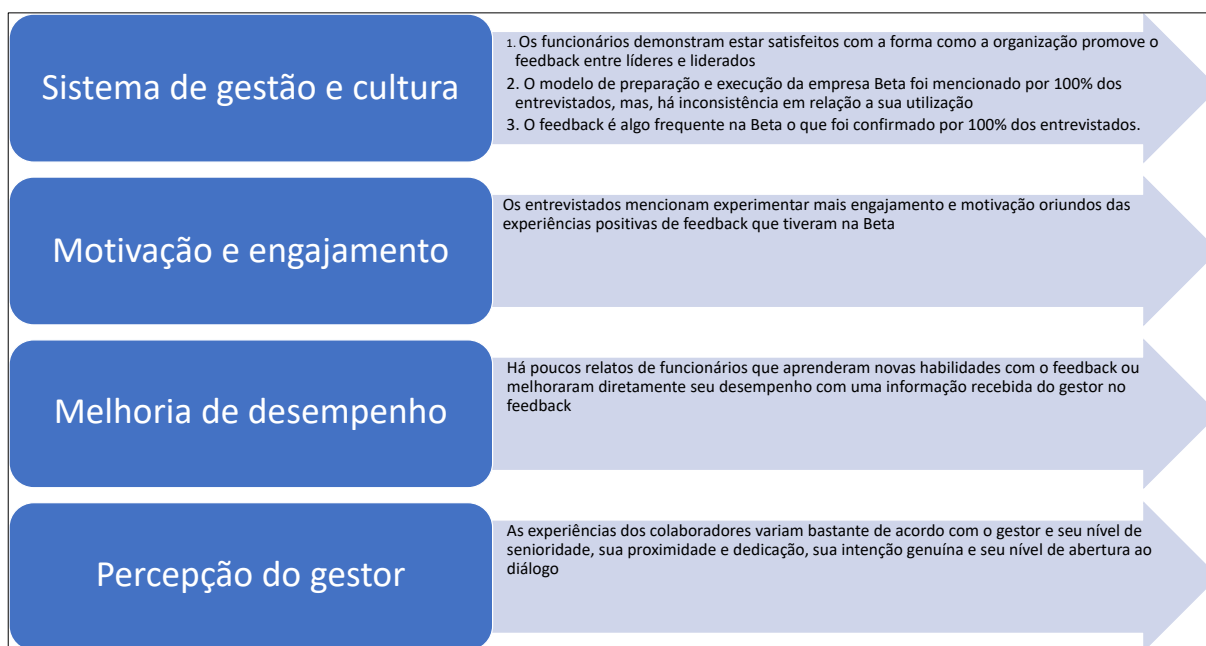 Sistema de gestão e cultura
1. Os funcionários demonstram estar satisfeitos com a forma como a organização promove o
feedback entre líderes e liderados
2. O modelo de preparação e execução da empresa Beta foi mencionado por 100% dos
entrevistados, mas, há inconsistência em relação a sua utilização
3. O feedback é algo frequente na Beta o que foi confirmado por 100% dos entrevistados.
Motivação e engajamento
Os entrevistados mencionam experimentar mais engajamento e motivação oriundos das
experiências positivas de feedback que tiveram na Beta
Melhoria de desempenho
Há poucos relatos de funcionários que aprenderam novas habilidades com o feedback ou
melhoraram diretamente seu desempenho com uma informação recebida do gestor no
feedback
Percepção do gestor
As experiências dos colaboradores variam bastante de acordo com o gestor e seu nível de
senioridade, sua proximidade e dedicação, sua intenção genuína e seu nível de abertura ao
diálogo